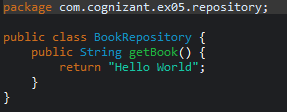 package com.cognizant.ex05.repository;
public class BookRepository {
    public String getBook() {
        return "Hello World";
    }
}